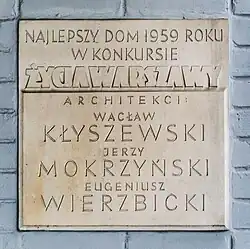 NAJLEPSZY DOM 1959 ROKU
W KONKURSIE
ŻYCIA WARSZAWY
ARCHITEKCI:
WACŁAW
KŁYSZEWSKI
JERZY
MOKRZYŃSKI
EUGENIUSZ
WIERZBICKI